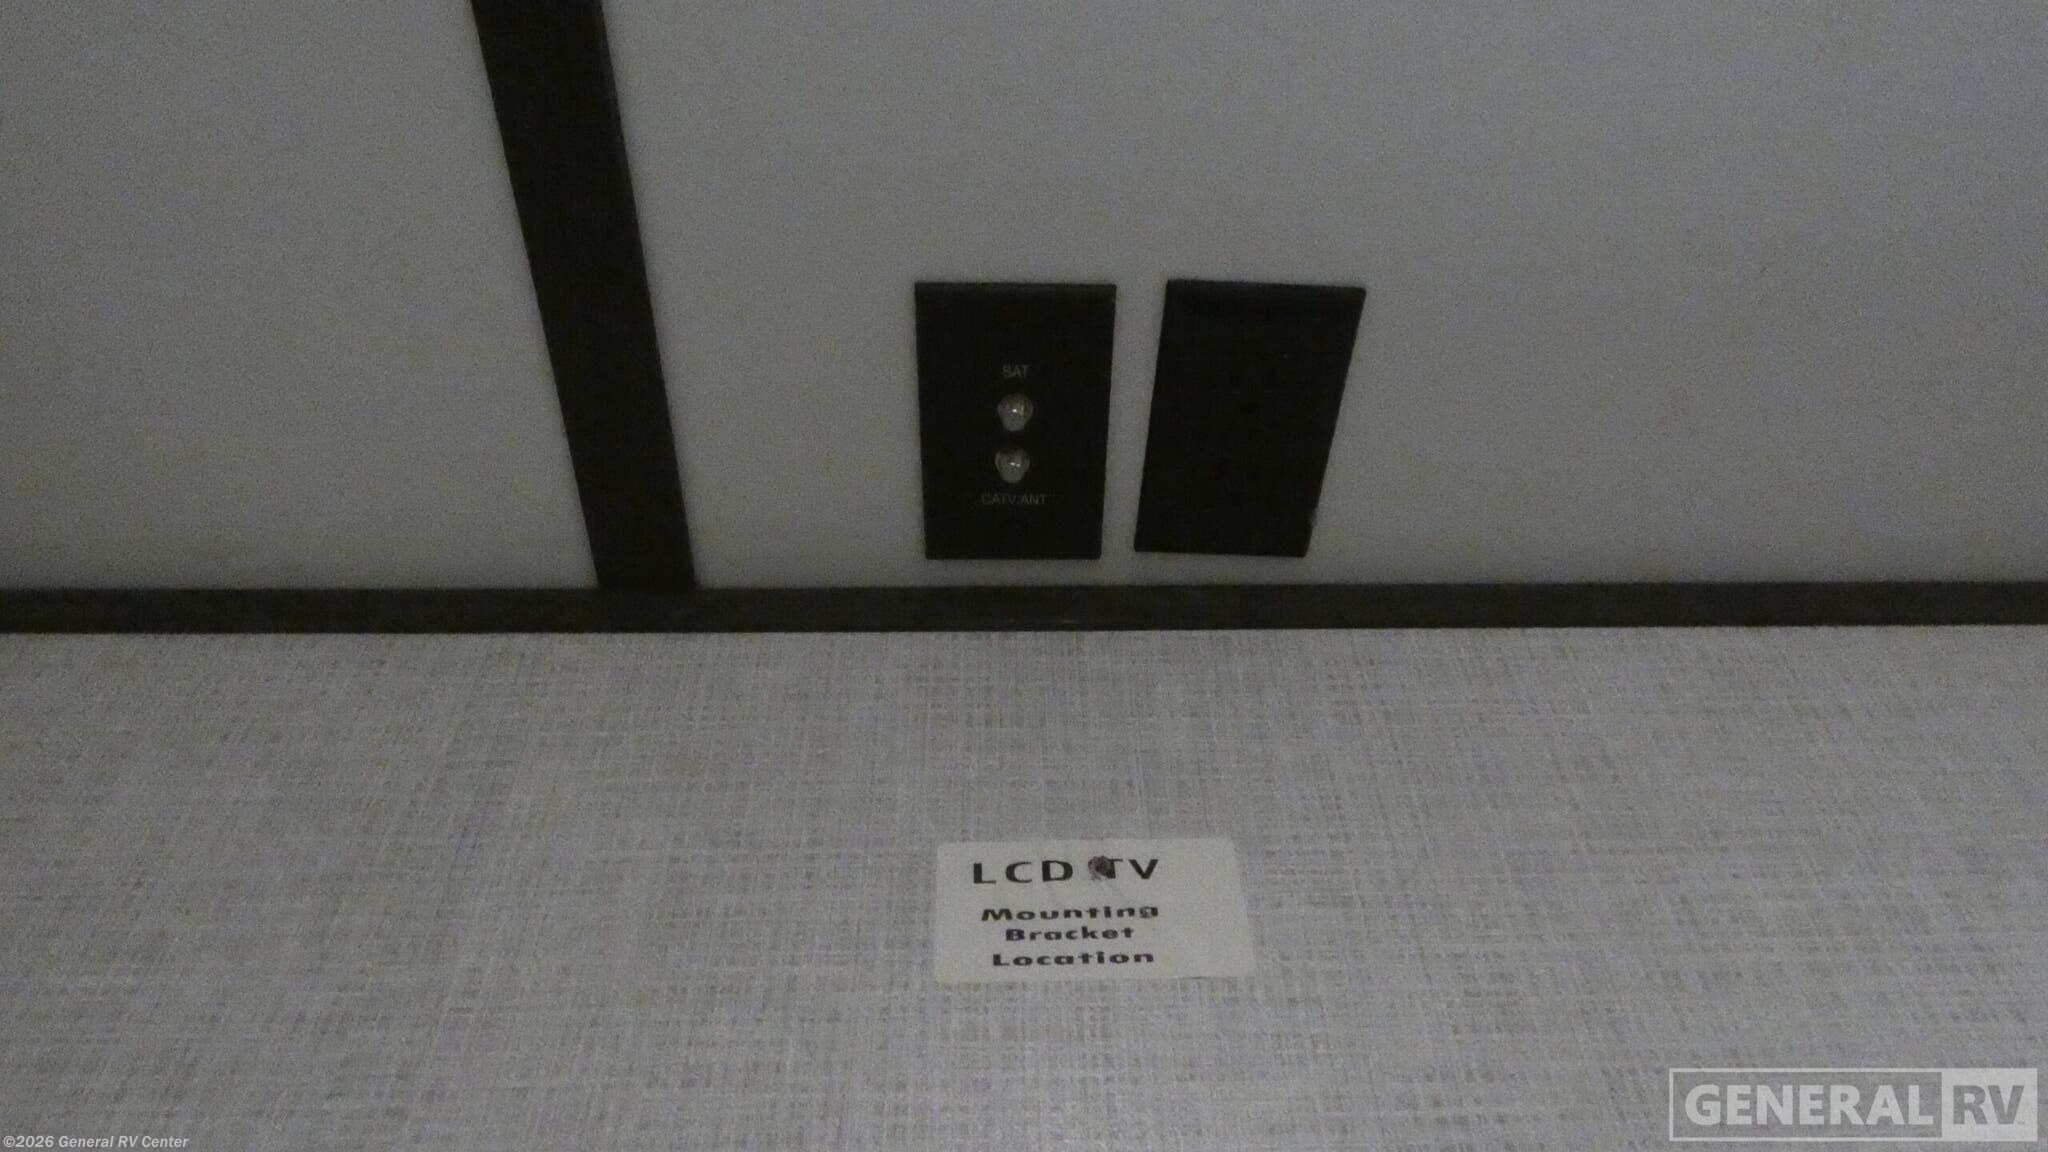 SAT
CATV/ANT
LCD TV
Mounting
Bracket
Location
GENERAL RV
©2026 General RV Center